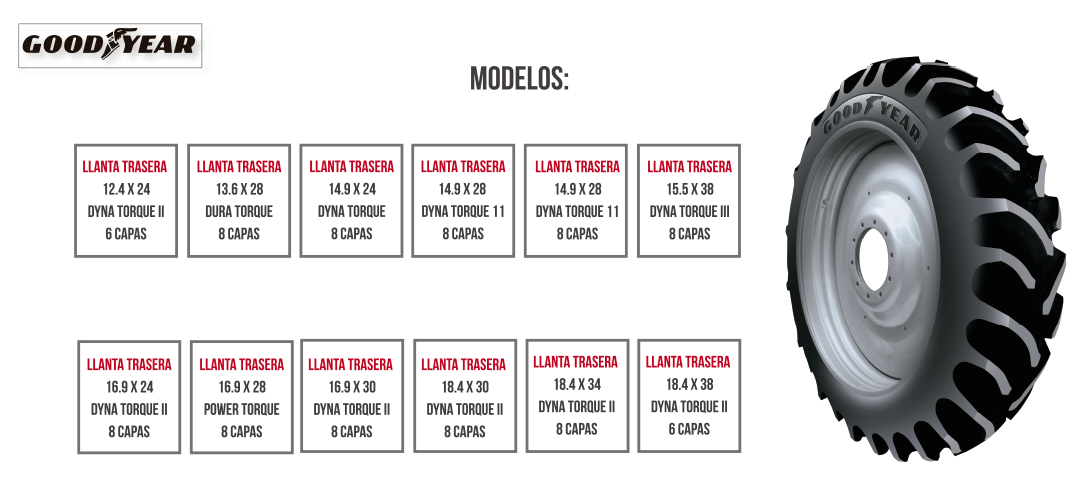 GOOD YEAR
MODELOS:
LLANTA TRASERA
12.4 X 24
DYNA TORQUE II
6 CAPAS
LLANTA TRASERA
13.6 X 28
DURA TORQUE
8 CAPAS
LLANTA TRASERA
14.9 X 24
DYNA TORQUE
8 CAPAS
LLANTA TRASERA
14.9 X 28
DYNA TORQUE 11
8 CAPAS
LLANTA TRASERA
14.9 X 28
DYNA TORQUE 11
8 CAPAS
LLANTA TRASERA
15.5 X 38
DYNA TORQUE III
8 CAPAS
LLANTA TRASERA
16.9 X 24
DYNA TORQUE II
8 CAPAS
LLANTA TRASERA
16.9 X 28
POWER TORQUE
8 CAPAS
LLANTA TRASERA
16.9 X 30
DYNA TORQUE II
8 CAPAS
LLANTA TRASERA
18.4 X 30
DYNA TORQUE II
8 CAPAS
LLANTA TRASERA
18.4 X 34
DYNA TORQUE II
8 CAPAS
LLANTA TRASERA
18.4 X 38
DYNA TORQUE II
6 CAPAS
GOOD YEAR